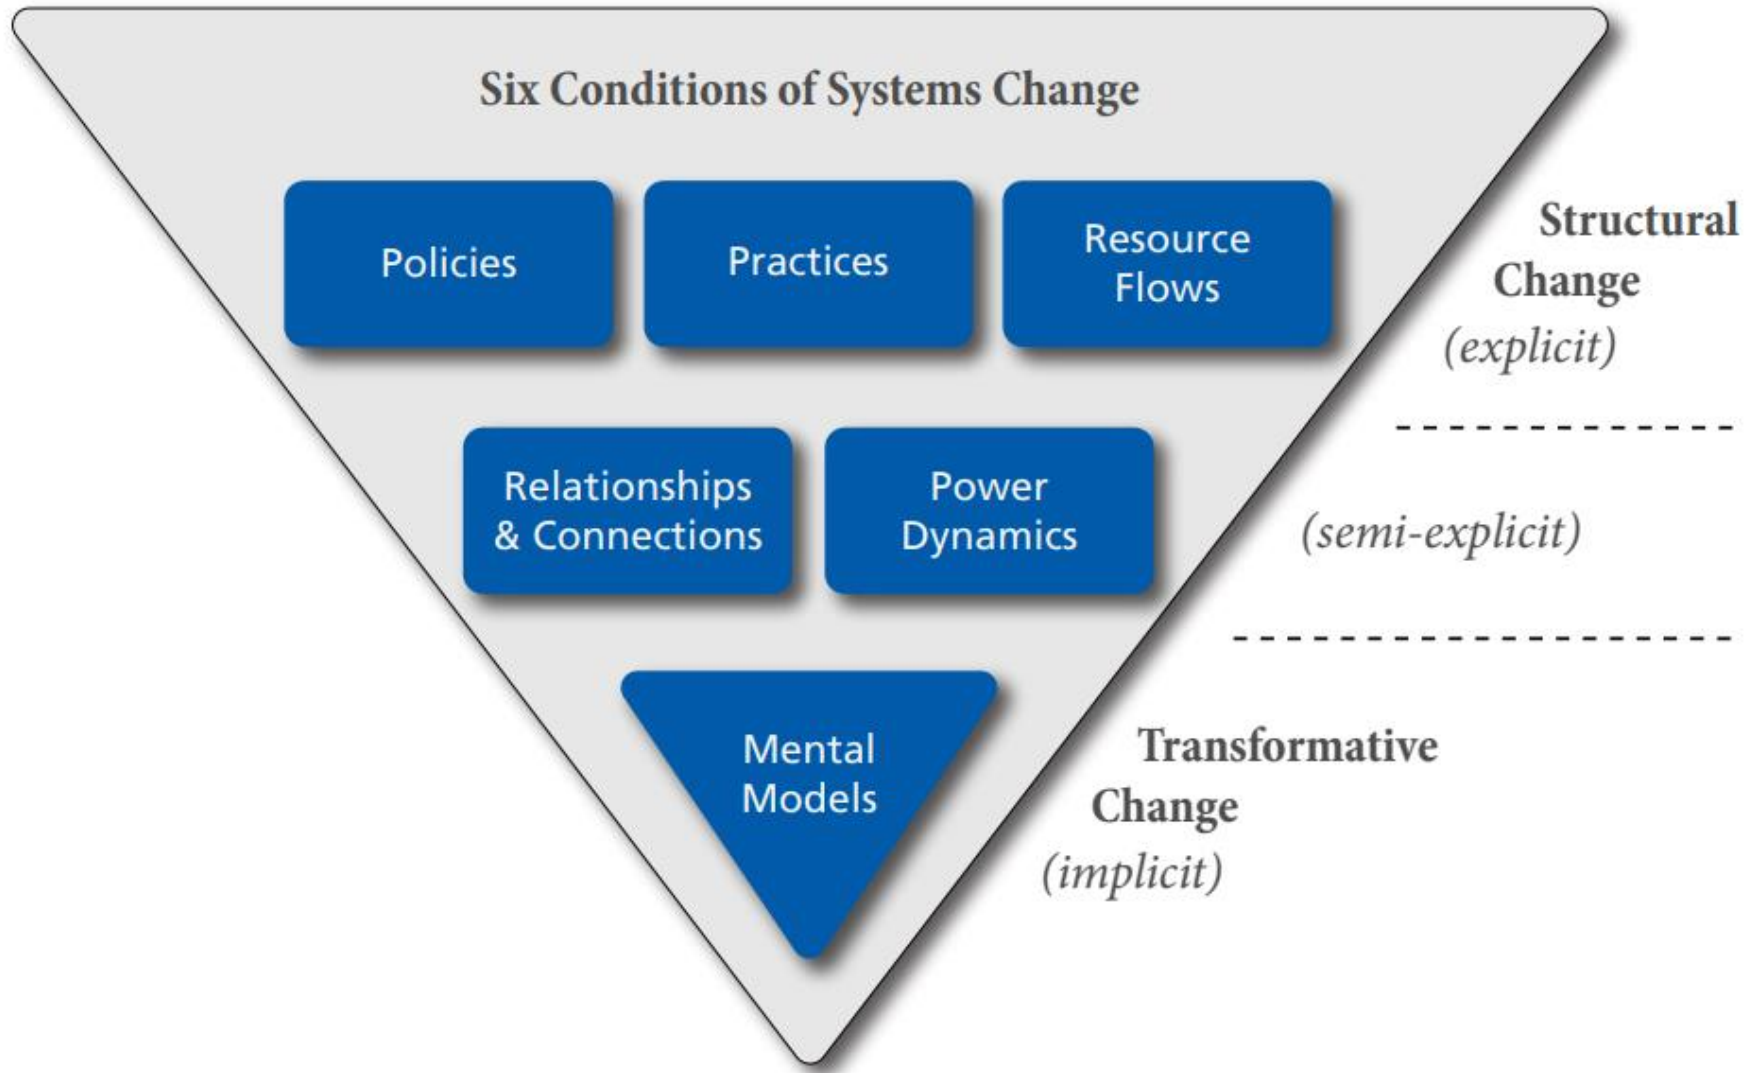 Six Conditions of Systems Change
Policies
Practices
Resource
Flows
Structural
Change
(explicit)
Relationships
& Connections
Power
Dynamics
(semi-explicit)
Mental
Models
Transformative
Change
(implicit)